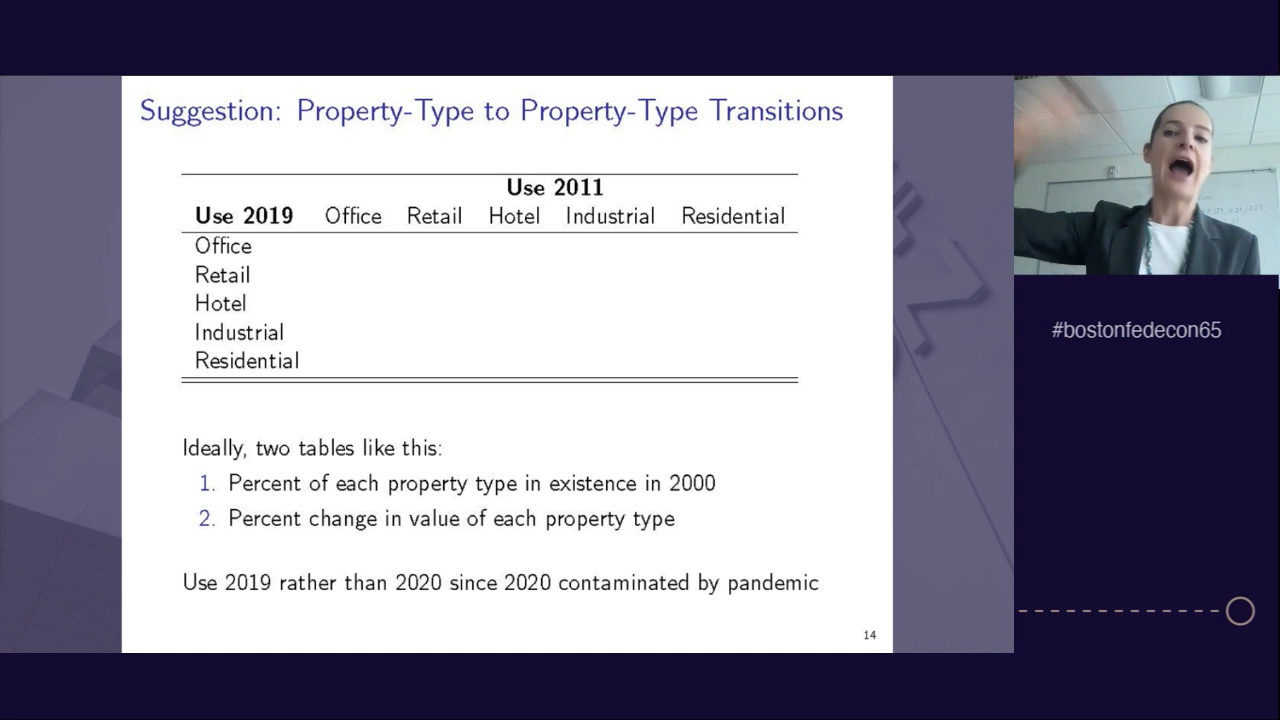 Suggestion: Property-Type to Property-Type Transitions
Use 2011
Use 2019 Office Retail Hotel Industrial Residential
Office
Retail
Hotel
Industrial
Residential
Ideally, two tables like this:
1. Percent of each property type in existence in 2000
2. Percent change in value of each property type
Use 2019 rather than 2020 since 2020 contaminated by pandemic
14
#bostonfedecon65